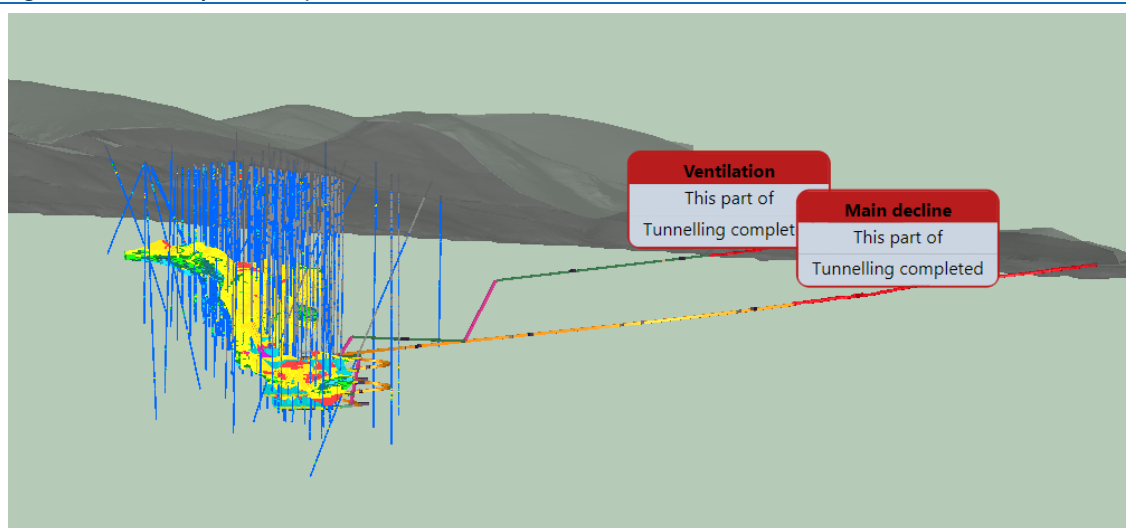 Ventilation
This part of
Tunnelling complet
Main decline
This part of
Tunnelling completed